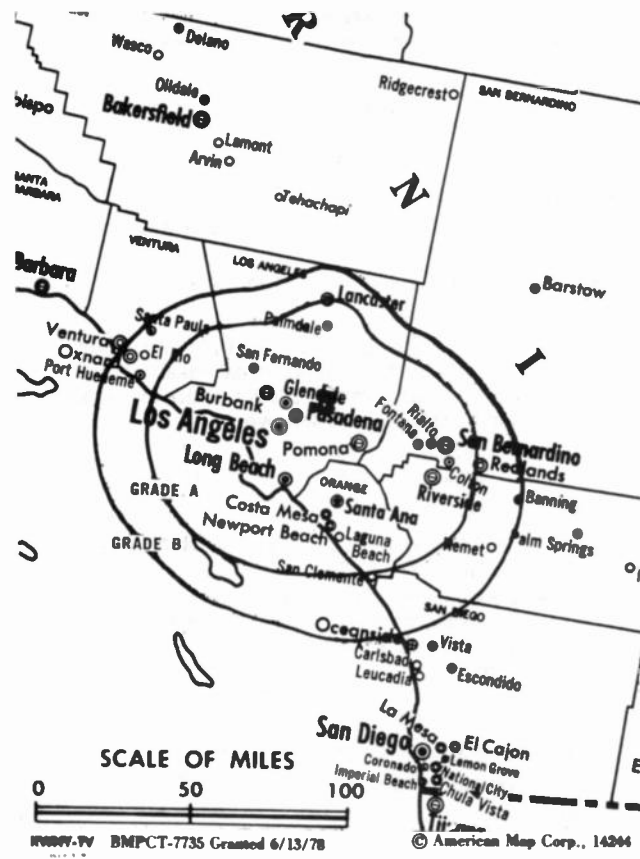 Delano
Wasco
R
Oildale
Ridgecrest
SAN BERNARDINO
Bakersfield
bispo
Lamont
Arvin
N
Tehachapi
SANTA
BARBARA
VENTURA
LOS ANGELES
Barbara
Barstow
Lancaster
Santa Paula
Palmdale
Ventura
Oxnard
El Rio
San Fernando
I
Port Hueneme
Burbank
Glendale
Los Angeles
Pasadena
Fontana
Rialto
San Bernardino
Pomona
Long Beach
Colton
Redlands
ORANGE
Riverside
GRADE A
Santa Ana
Banning
Costa Mesa
Newport Beach
Laguna
Beach
GRADE B
Hemet
alm Springs
San Clemente
SAN DIEGO
Oceanside
Vista
Carlsbad
Leucadia
Escondido
La Mesa
San Diego
El Cajon
Coronado
Lemon Grove
Imperial Beach
National City
Chula Vista
SCALE OF MILES
0 50 100
BMPCT-7735 Granted 6/13/78
© American Map Corp., 14244